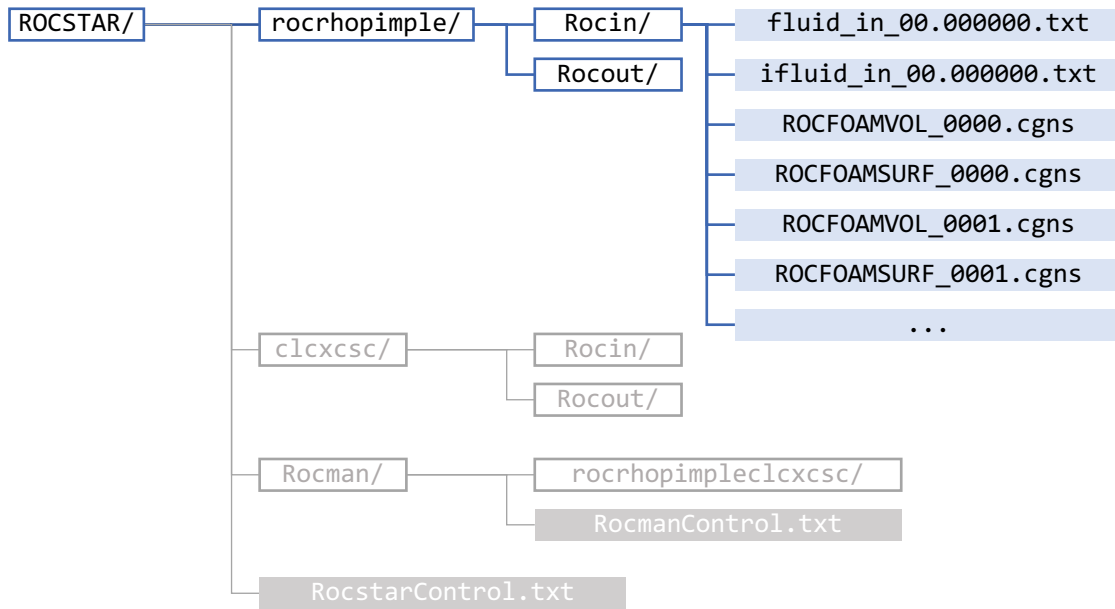 ROCSTAR/
rocrhopimple/
Rocin/
fluid_in_00.000000.txt
Rocout/
ifluid_in_00.000000.txt
ROCFOAMVOL_0000.cgns
ROCFOAMSURF_0000.cgns
ROCFOAMVOL_0001.cgns
ROCFOAMSURF_0001.cgns
...
clcxcsc/
Rocin/
Rocout/
Rocman/
rocrhopimpleclcxcsc/
RocmanControl.txt
RocstarControl.txt